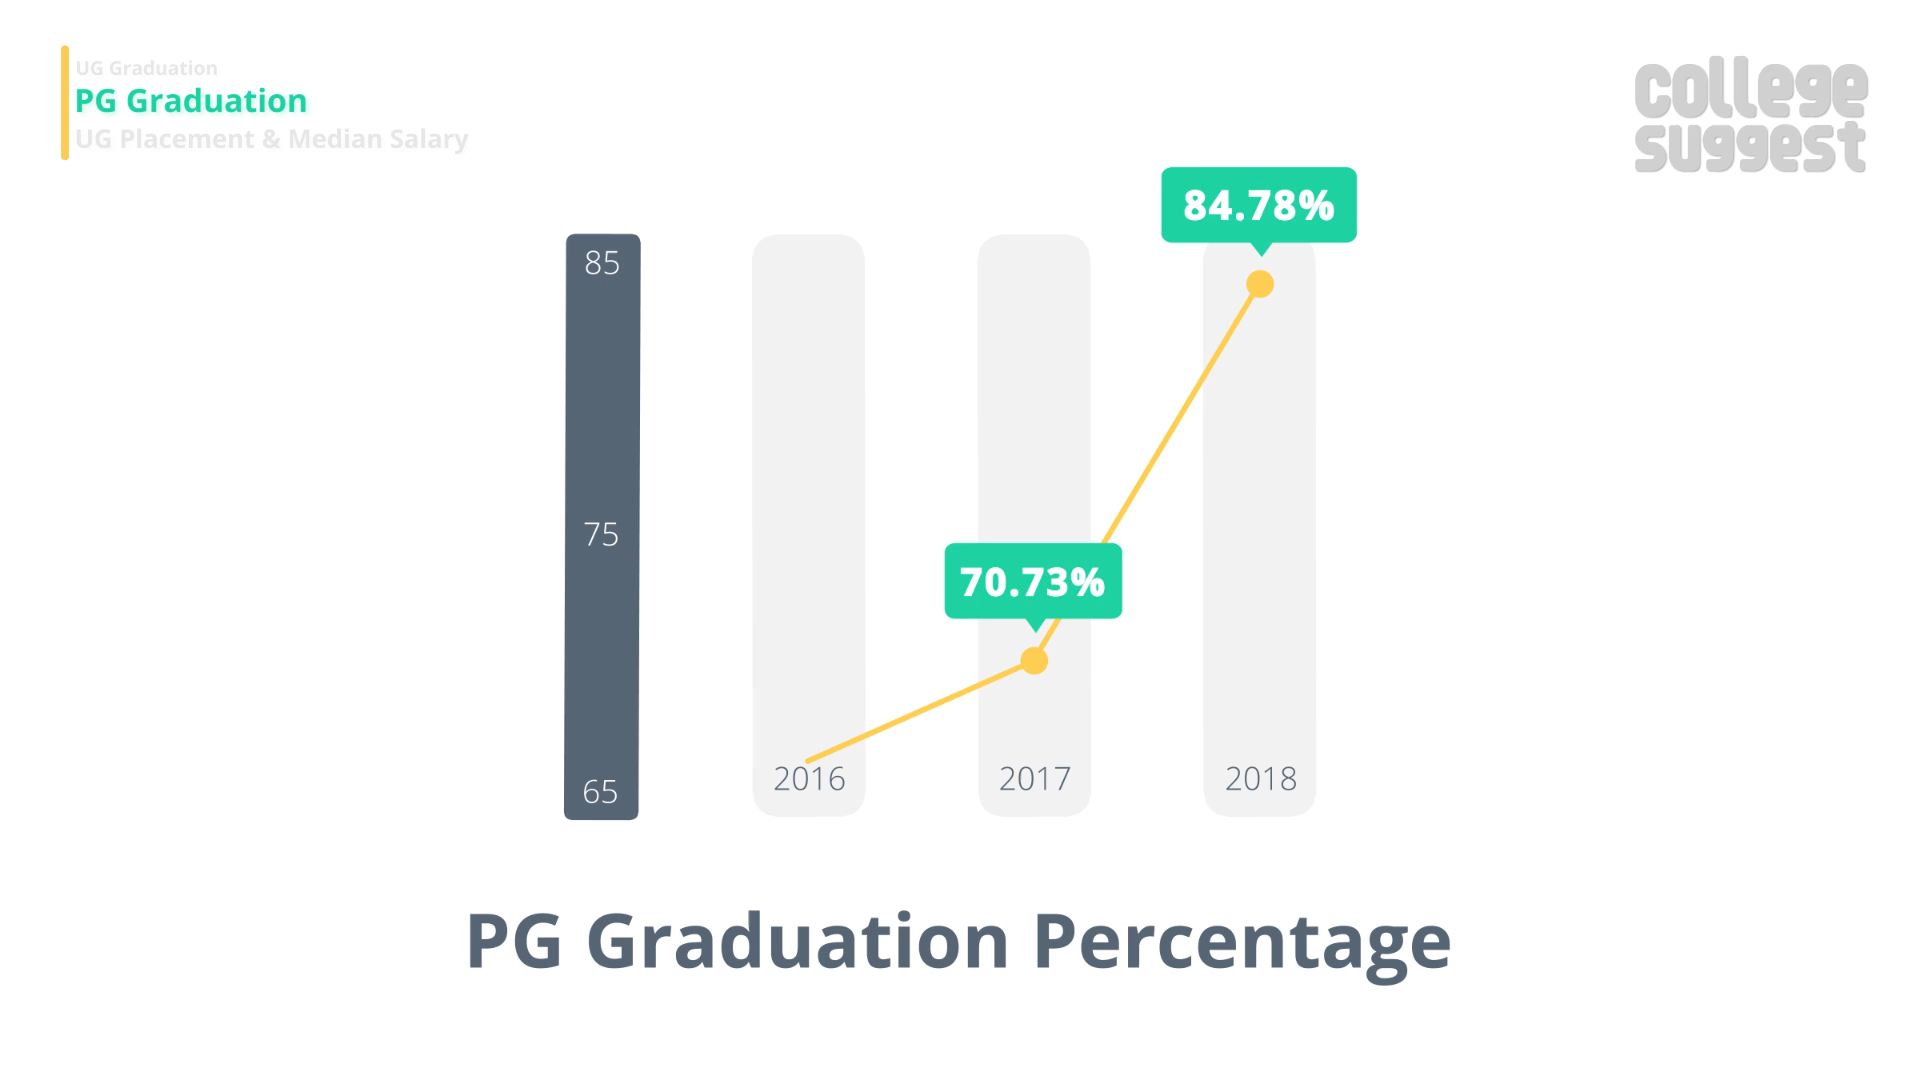 UG Graduation
PG Graduation
UG Placement & Median Salary
college
suggest
84.78%
85
75
70.73%
65
2016
2017
2018
PG Graduation Percentage